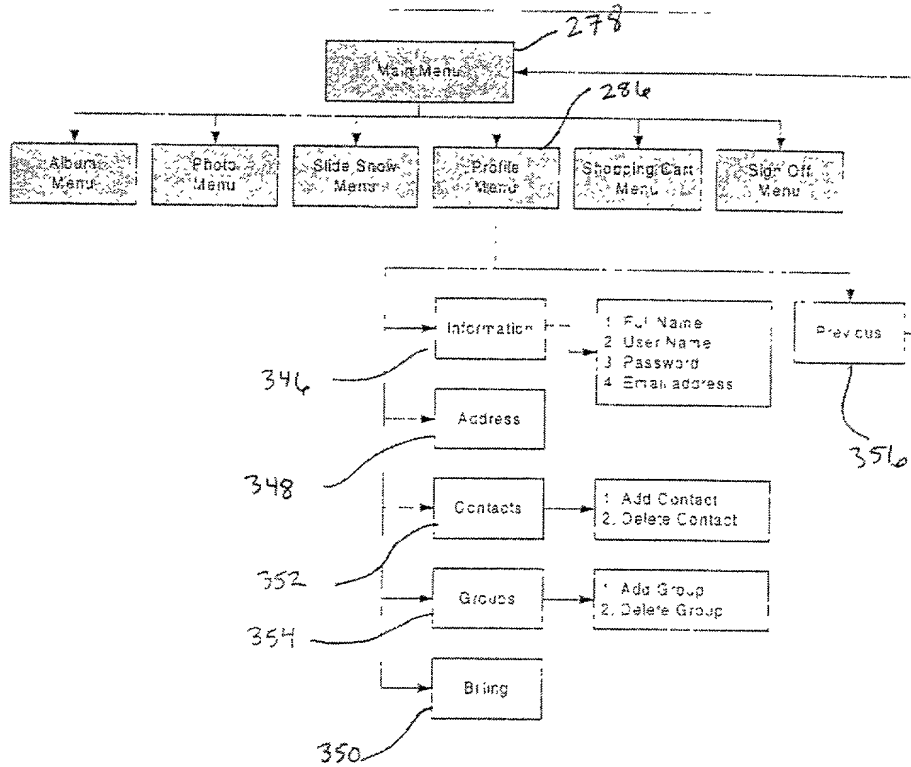 278
Main Menu
286
Album
Menu
Photo
Menu
Slide Show
Menu
Profile
Menu
Shopping Cart
Menu
Sign Off
Menu
Information
1 Full Name
2 User Name
3 Password
4 Email address
Previous
346
Address
356
348
Contacts
1 Add Contact
2. Delete Contact
352
Groups
1 Add Group
2. Delete Group
354
Billing
350